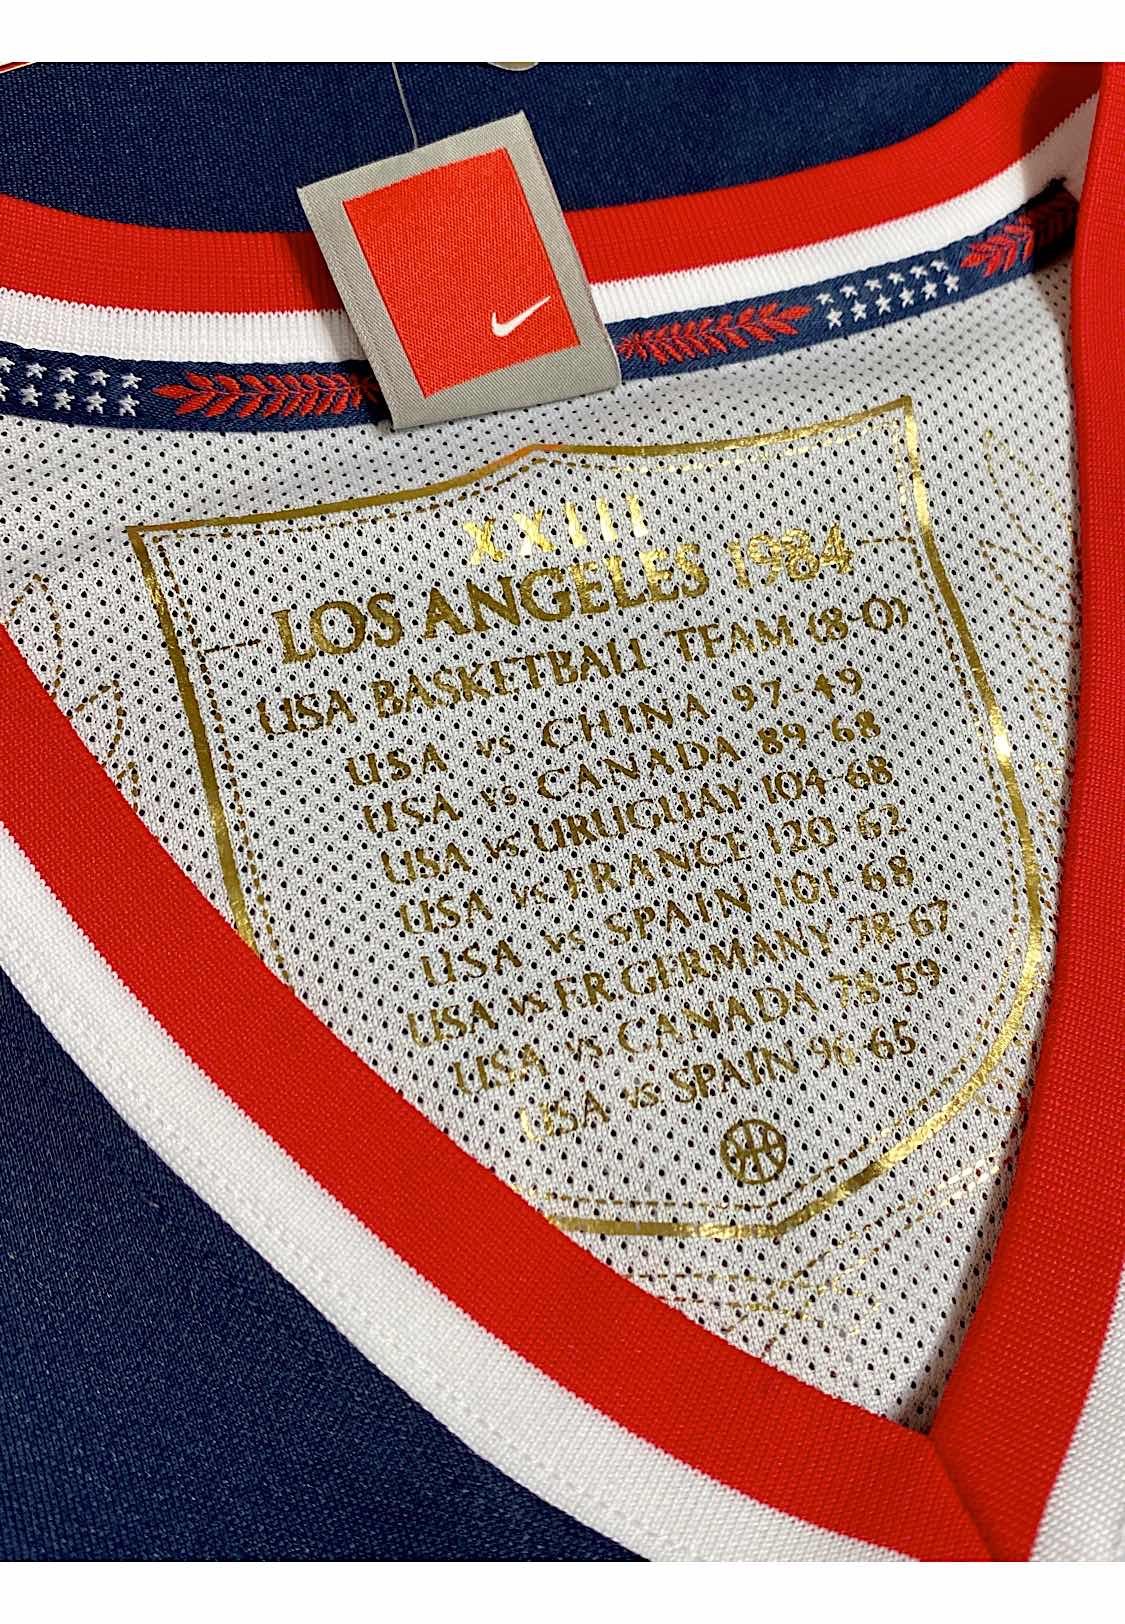 XXIII
LOS ANGELES 1984
USA BASKETBALL TEAM (8-0)
USA vs CHINA 97-49
USA vs CANADA 89-68
USA vs URUGUAY 104-68
USA vs FRANCE 120-62
USA vs SPAIN 101-68
USA vs F.R.GERMANY 78-67
USA vs CANADA 78-59
USA vs SPAIN 96-65